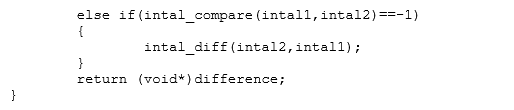 else if(intal_compare(intal1,intal2)==-1)
{
intal_diff(intal2,intal1);
}
return (void*)difference;
}